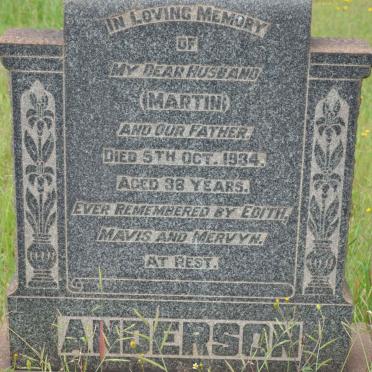 IN LOVING MEMORY
OF
MY DEAR HUSBAND
(MARTIN)
AND OUR FATHER.
DIED 5TH OCT. 1934.
AGED 38 YEARS.
EVER REMEMBERED BY EDITH,
MAVIS AND MERVYN.
AT REST.
ANDERSON